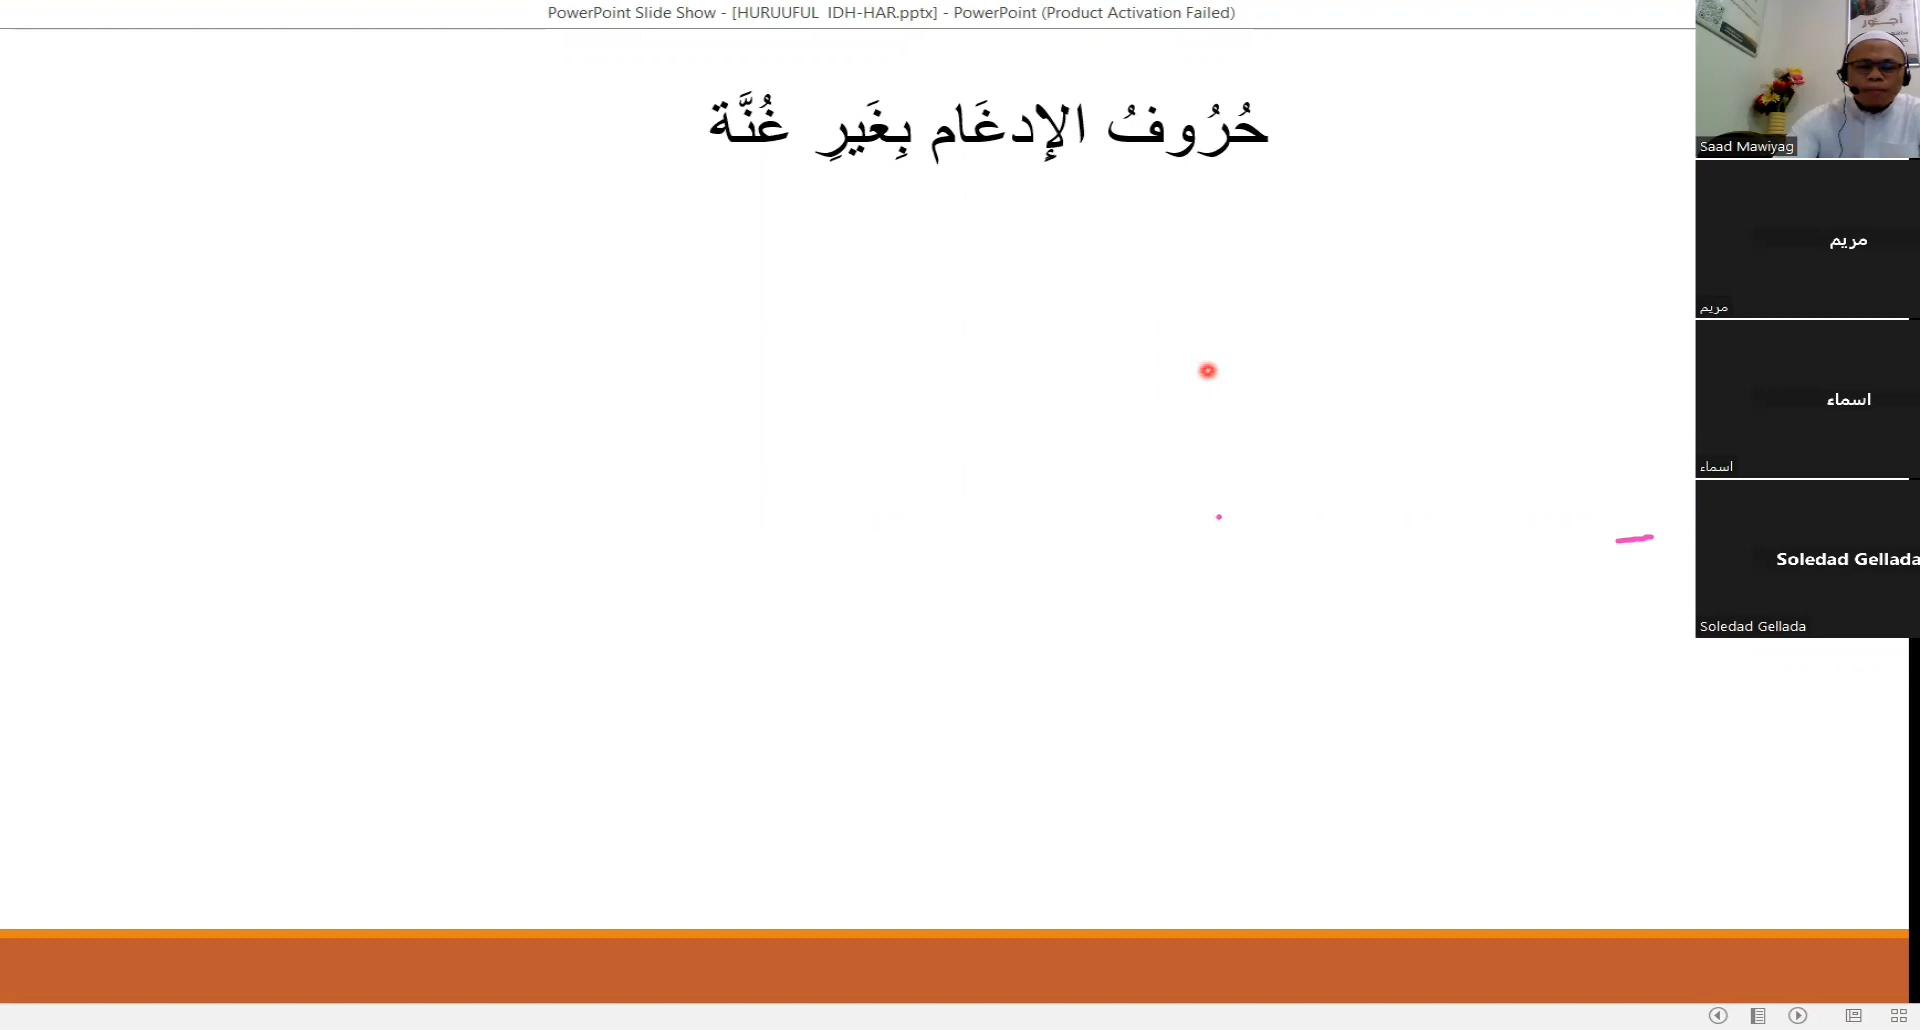 PowerPoint Slide Show - [HURUUFUL  IDH-HAR.pptx] - PowerPoint (Product Activation Failed)
حُرُوفُ الإدغَام بِغَيرِ غُنَّة
أجور
Saad Mawiyag
مريم
مريم
اسماء
اسماء
Soledad Gellada
Soledad Gellada